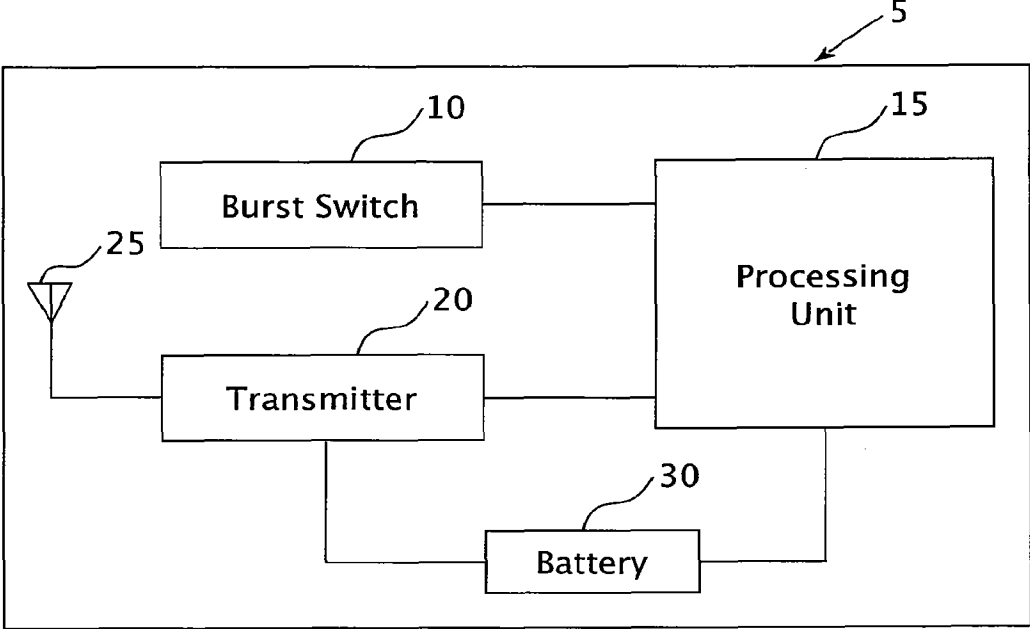 5
10
15
Burst Switch
25
Processing
Unit
20
Transmitter
30
Battery